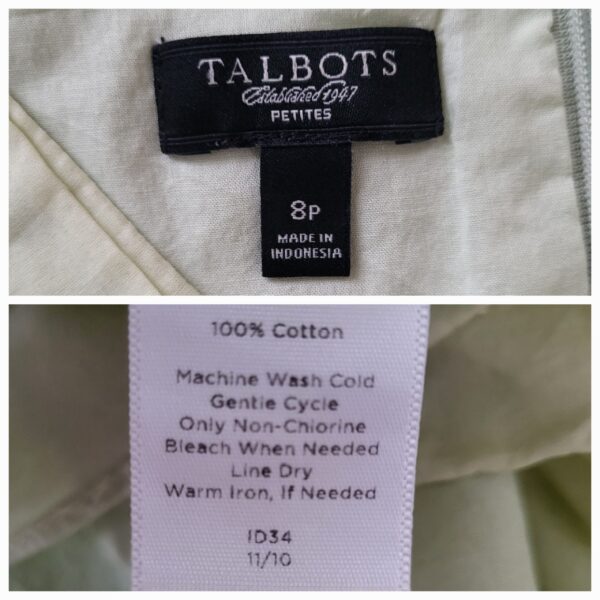 TALBOTS
Established 1947
PETITES
8P
MADE IN
INDONESIA
100% Cotton
Machine Wash Cold
Gentle Cycle
Only Non-Chlorine
Bleach When Needed
Line Dry
Warm Iron, If Needed
ID34
11/10